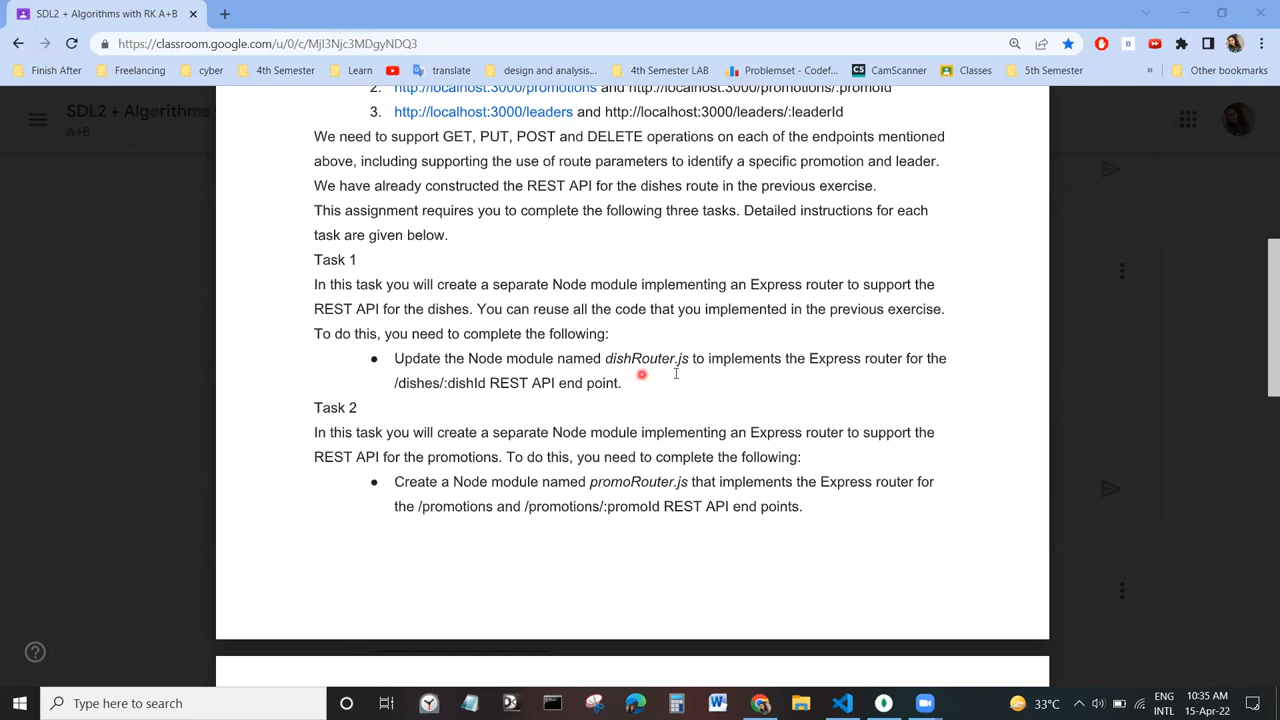 SDL2 + Algorithms with RK A+B
https://classroom.google.com/u/0/c/MjI3Njc3MDgyNDQ3
Finish After Freelancing cyber 4th Semester Learn translate design and analysis... 4th Semester LAB Problemset - Codef... CamScanner Classes 5th Semester » Other bookmarks
SDL2 + Algorithms
A+B
2. http://localhost:3000/promotions and http://localhost:3000/promotions/:promoId
3. http://localhost:3000/leaders and http://localhost:3000/leaders/:leaderId
We need to support GET, PUT, POST and DELETE operations on each of the endpoints mentioned
above, including supporting the use of route parameters to identify a specific promotion and leader.
We have already constructed the REST API for the dishes route in the previous exercise.
This assignment requires you to complete the following three tasks. Detailed instructions for each
task are given below.
Task 1
In this task you will create a separate Node module implementing an Express router to support the
REST API for the dishes. You can reuse all the code that you implemented in the previous exercise.
To do this, you need to complete the following:
● Update the Node module named dishRouter.js to implements the Express router for the
/dishes/:dishId REST API end point.
Task 2
In this task you will create a separate Node module implementing an Express router to support the
REST API for the promotions. To do this, you need to complete the following:
● Create a Node module named promoRouter.js that implements the Express router for
the /promotions and /promotions/:promoId REST API end points.
Type here to search
33°C
ENG
INTL
10:35 AM
15-Apr-22